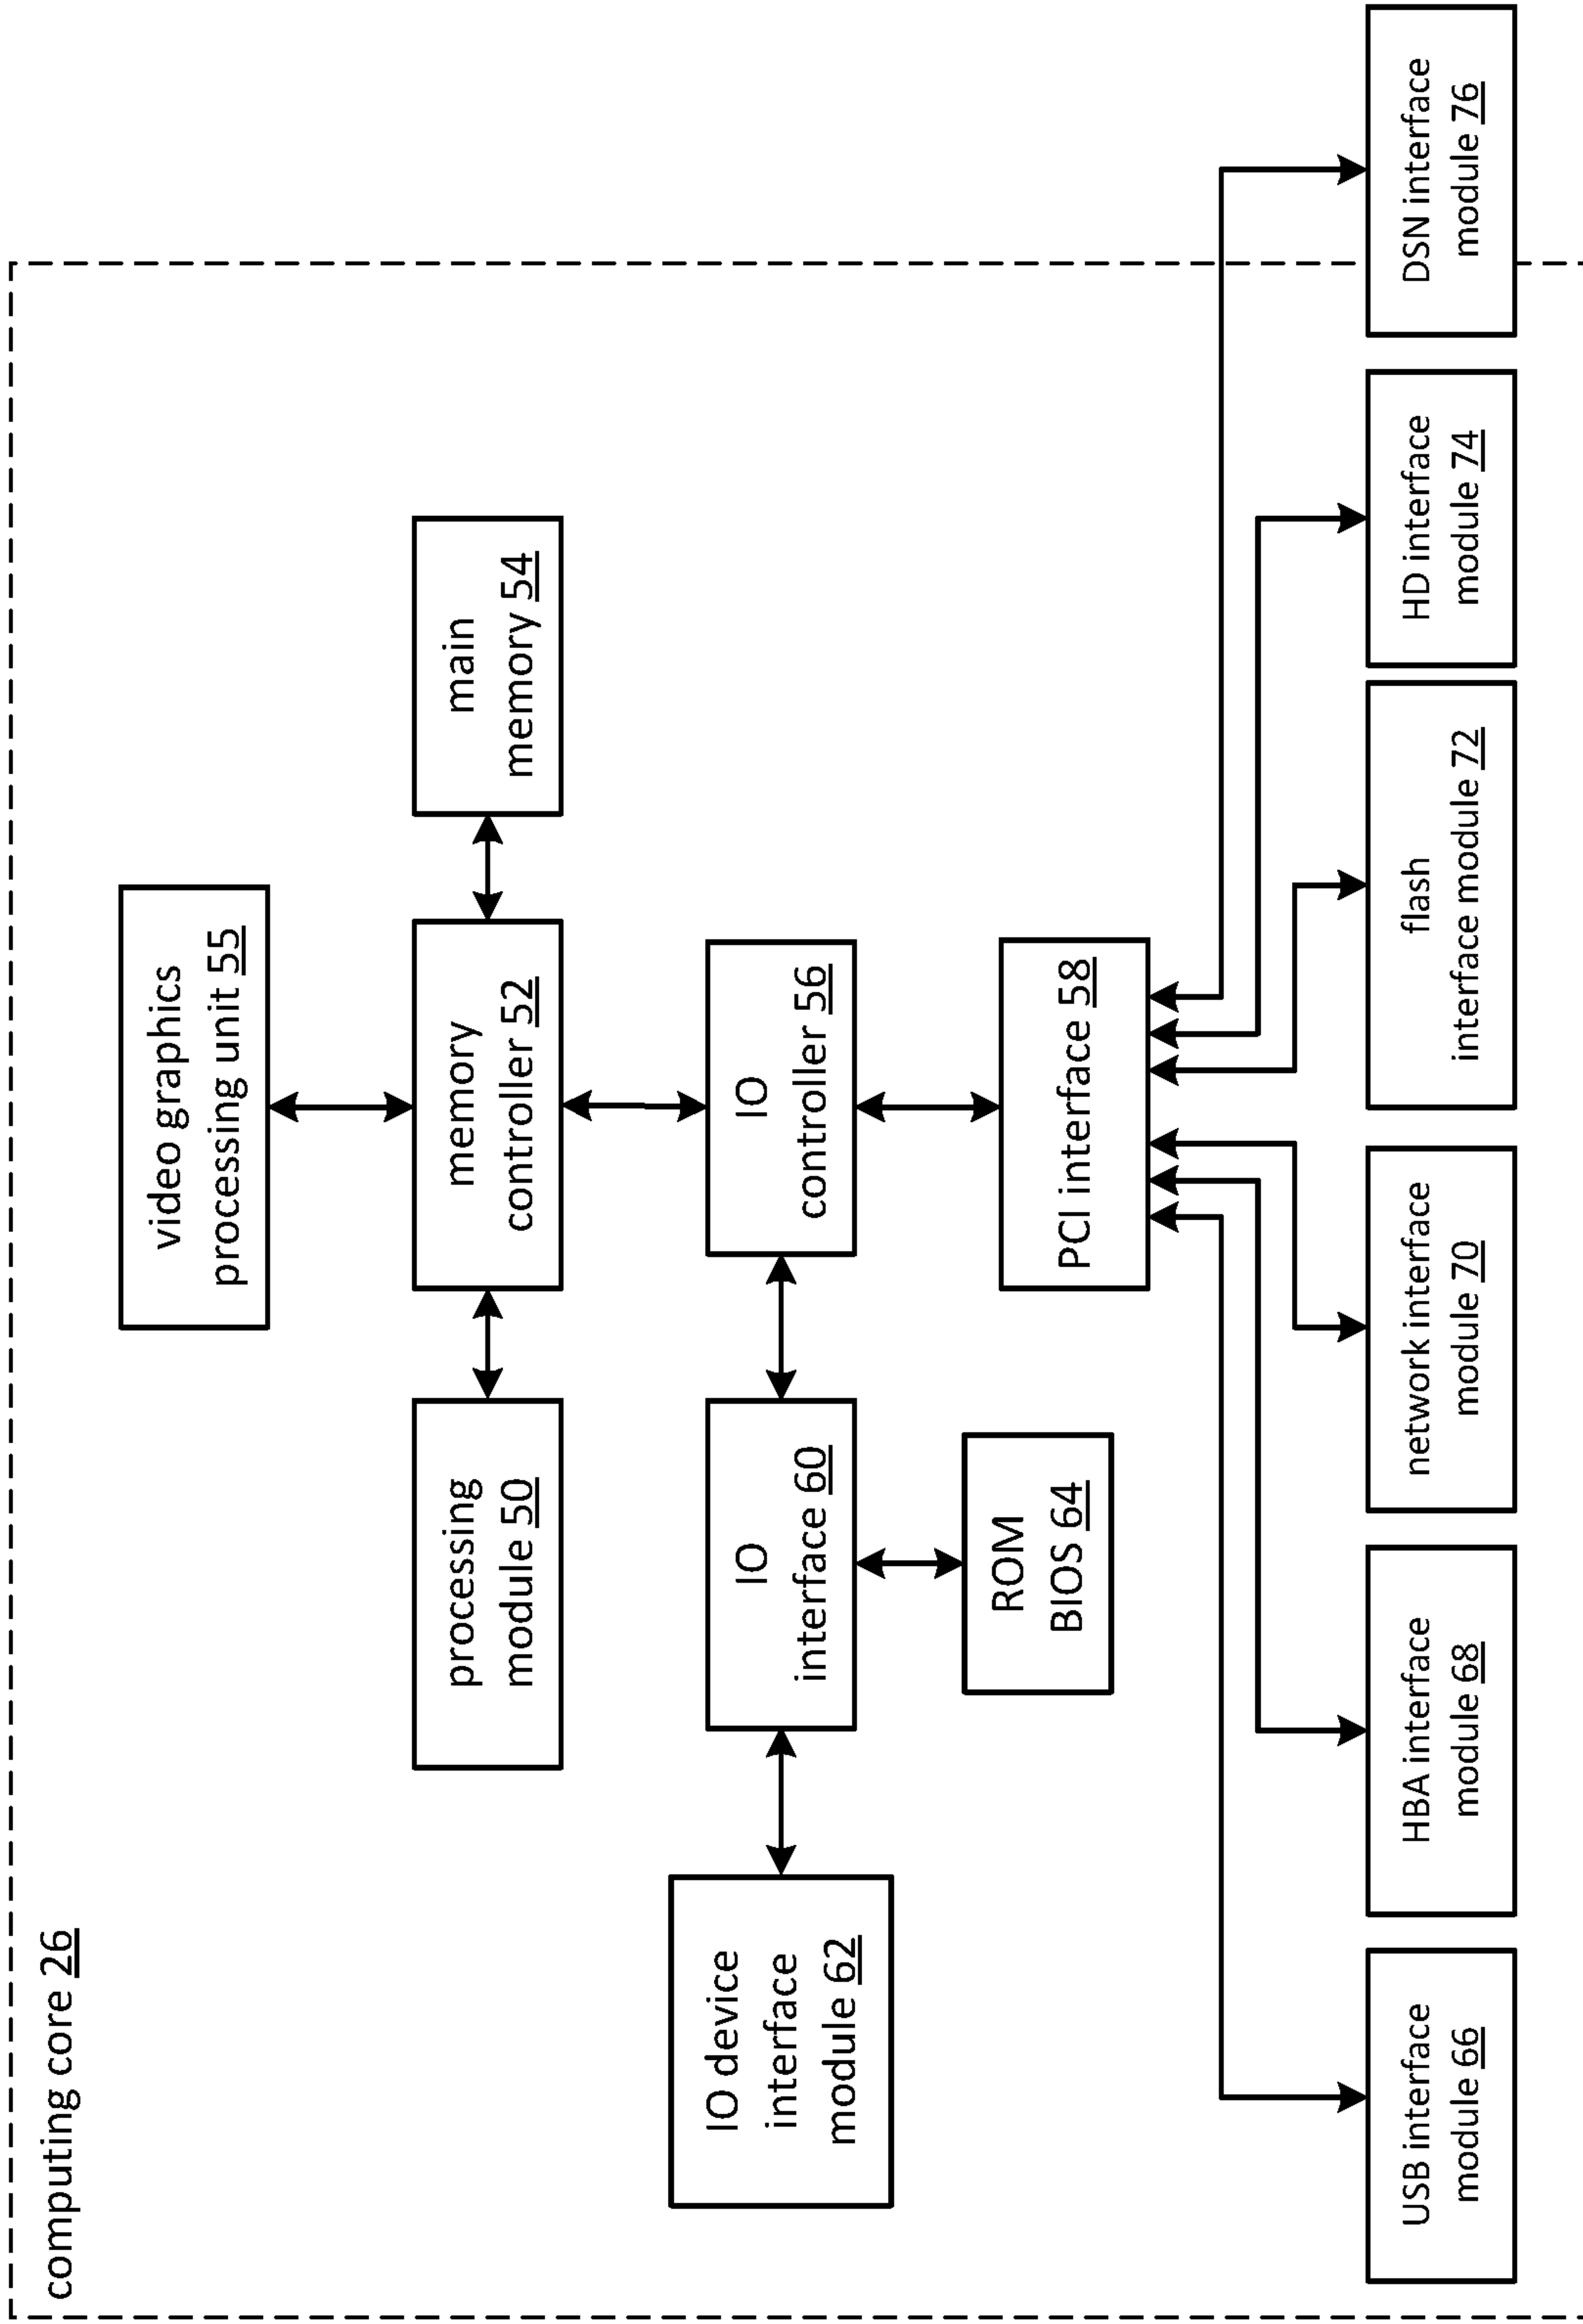 computing core 26
video graphics
processing unit 55
processing
module 50
memory
controller 52
main
memory 54
IO device
interface
module 62
IO
interface 60
IO
controller 56
ROM
BIOS 64
PCI interface 58
USB interface
module 66
HBA interface
module 68
network interface
module 70
flash
interface module 72
HD interface
module 74
DSN interface
module 76